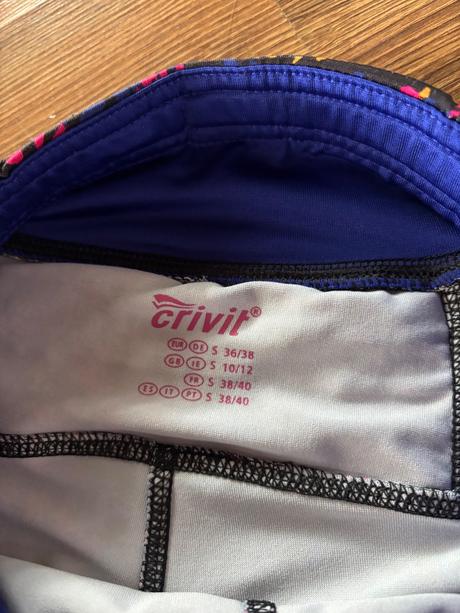 crivit®
EUR DE S 36/38
GB IE S 10/12
FR S 38/40
ES IT PT S 38/40